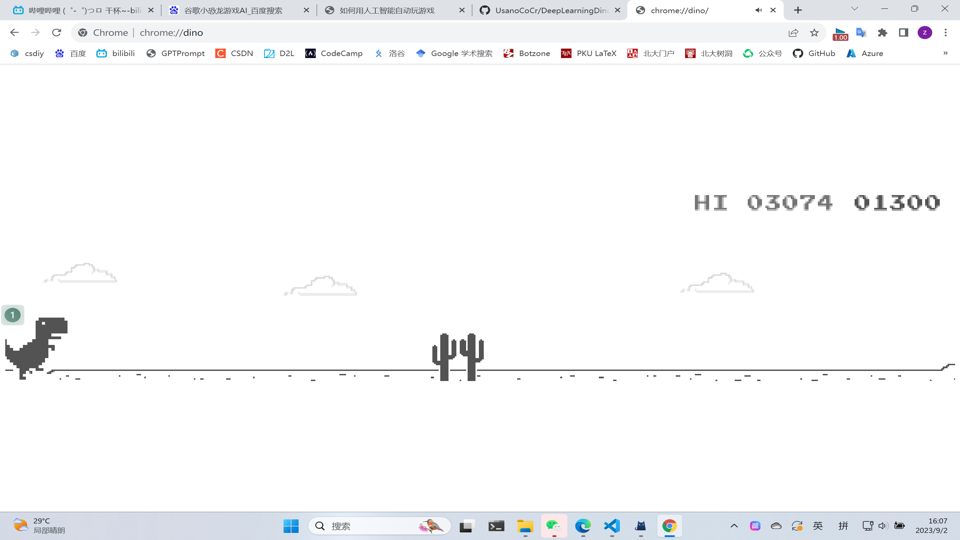 哔哩哔哩 (゜-゜)つロ 干杯~-bili
谷歌小恐龙游戏AI_百度搜索
如何用人工智能自动玩游戏
UsanoCoCr/DeepLearningDin
chrome://dino/
Chrome | chrome://dino
1.00
z
csdiy
百度
bilibili
GPTPrompt
CSDN
D2L
CodeCamp
洛谷
Google 学术搜索
Botzone
PKU LaTeX
北大门户
北大树洞
公众号
GitHub
Azure
»
HI 03074 01300
1
29°C
局部晴朗
搜索
英
拼
16:07
2023/9/2